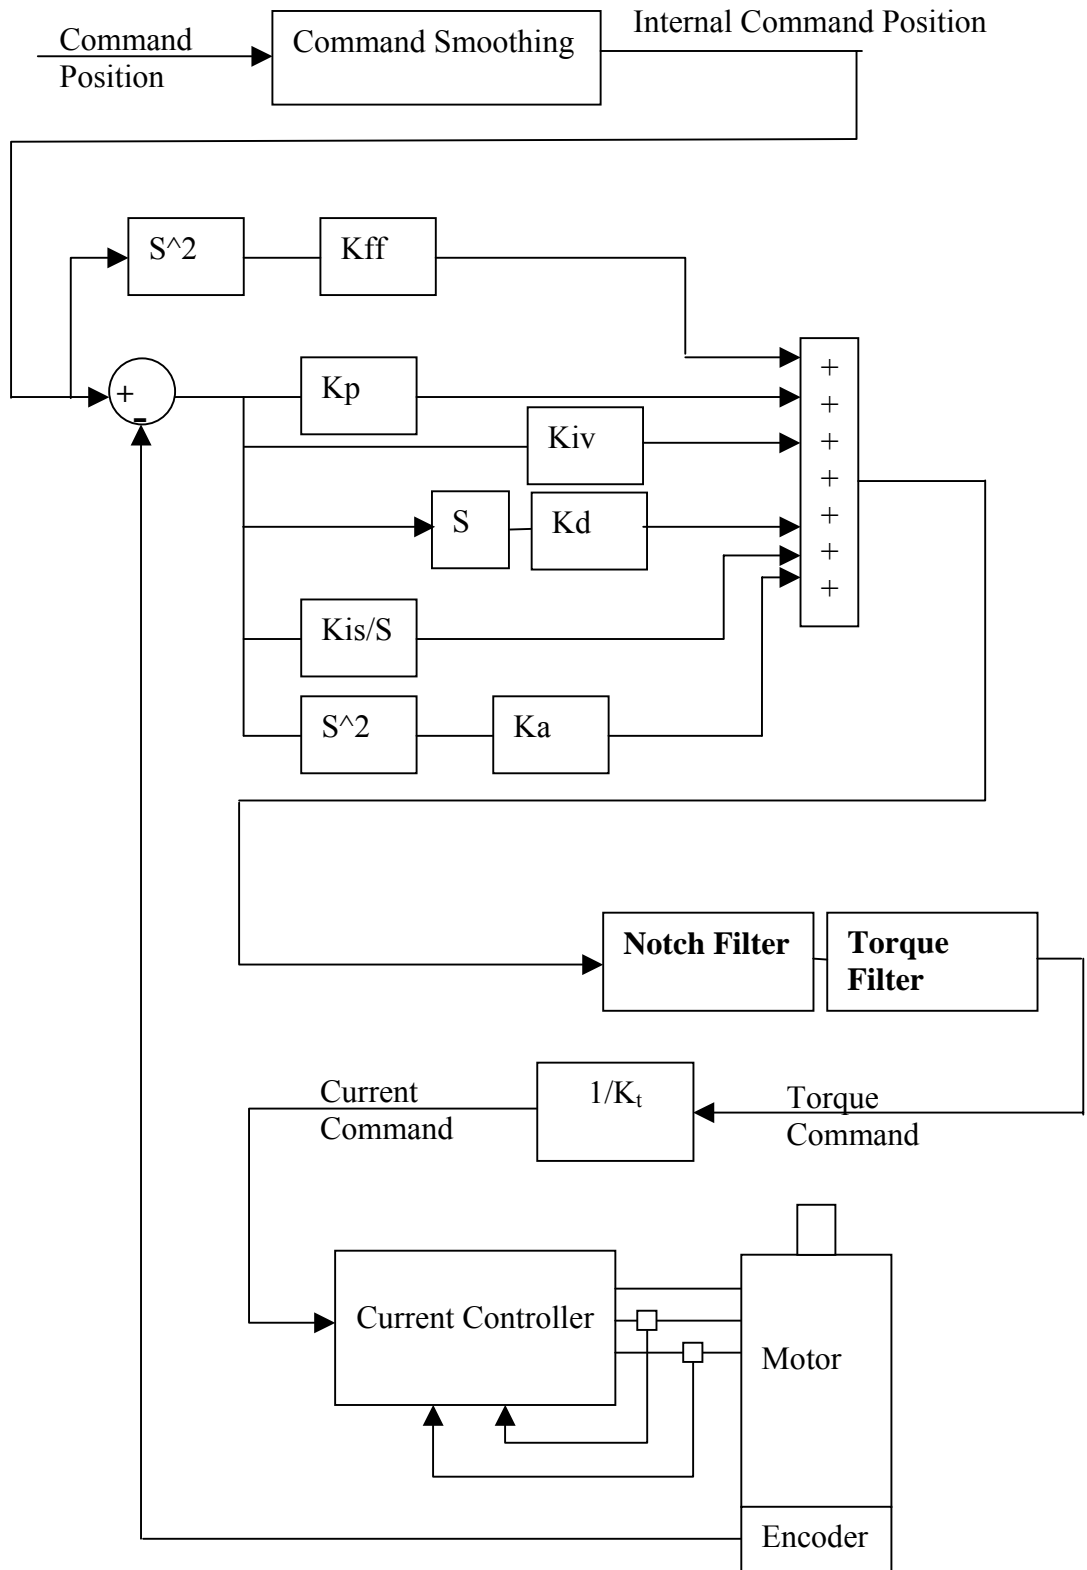 Command
Position
Command Smoothing
Internal Command Position
S^2
Kff
+
-
Kp
Kiv
S
Kd
Kis/S
S^2
Ka
+
+
+
+
+
+
+
Notch Filter
Torque
Filter
Current
Command
1/Kt
Torque
Command
Current Controller
Motor
Encoder